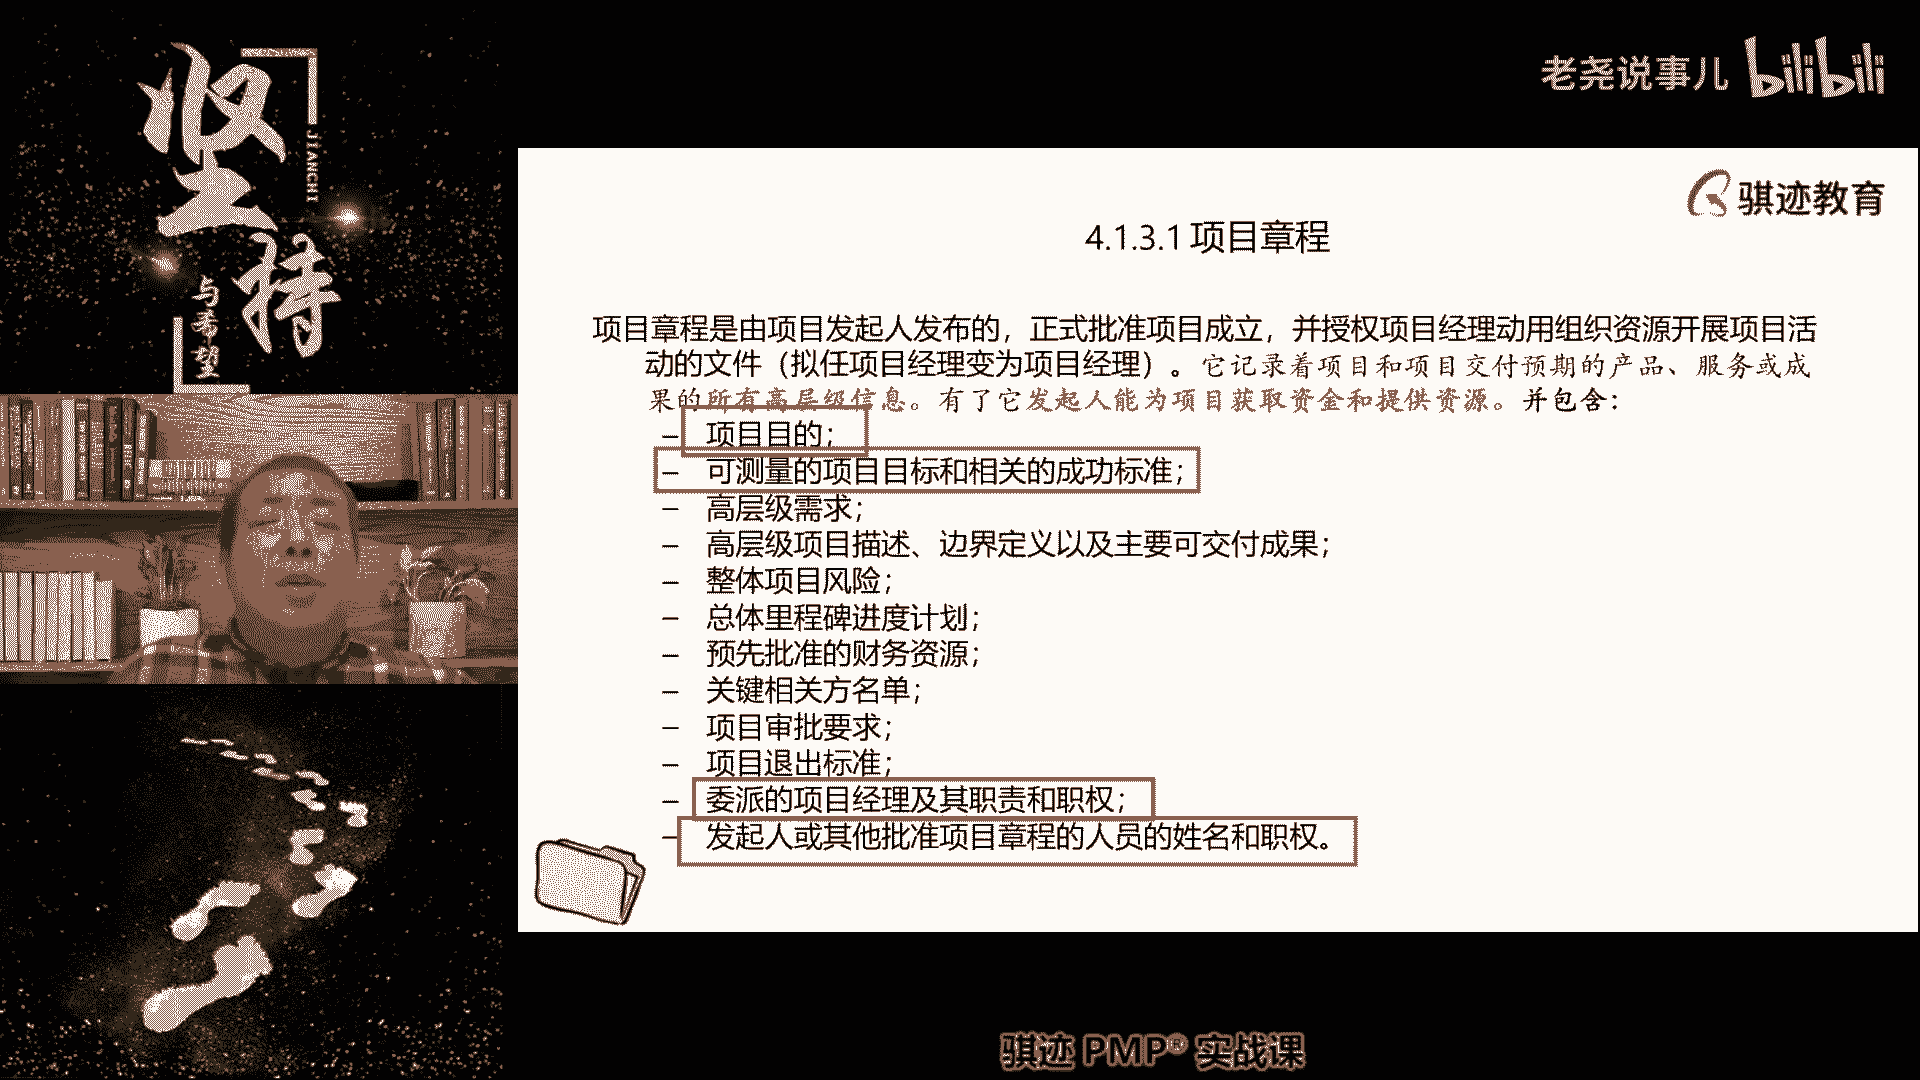 坚持
JIANCHI
与希望
老尧说事儿 bilibili
骐迹教育
4.1.3.1 项目章程
项目章程是由项目发起人发布的，正式批准项目成立，并授权项目经理动用组织资源开展项目活
动的文件（拟任项目经理变为项目经理）。它记录着项目和项目交付预期的产品、服务或成
果的所有高层级信息。有了它发起人能为项目获取资金和提供资源。并包含：
– 项目目的；
– 可测量的项目目标和相关的成功标准；
– 高层级需求；
– 高层级项目描述、边界定义以及主要可交付成果；
– 整体项目风险；
– 总体里程碑进度计划；
– 预先批准的财务资源；
– 关键相关方名单；
– 项目审批要求；
– 项目退出标准；
– 委派的项目经理及其职责和职权；
– 发起人或其他批准项目章程的人员的姓名和职权。
骐迹 PMP® 实战课